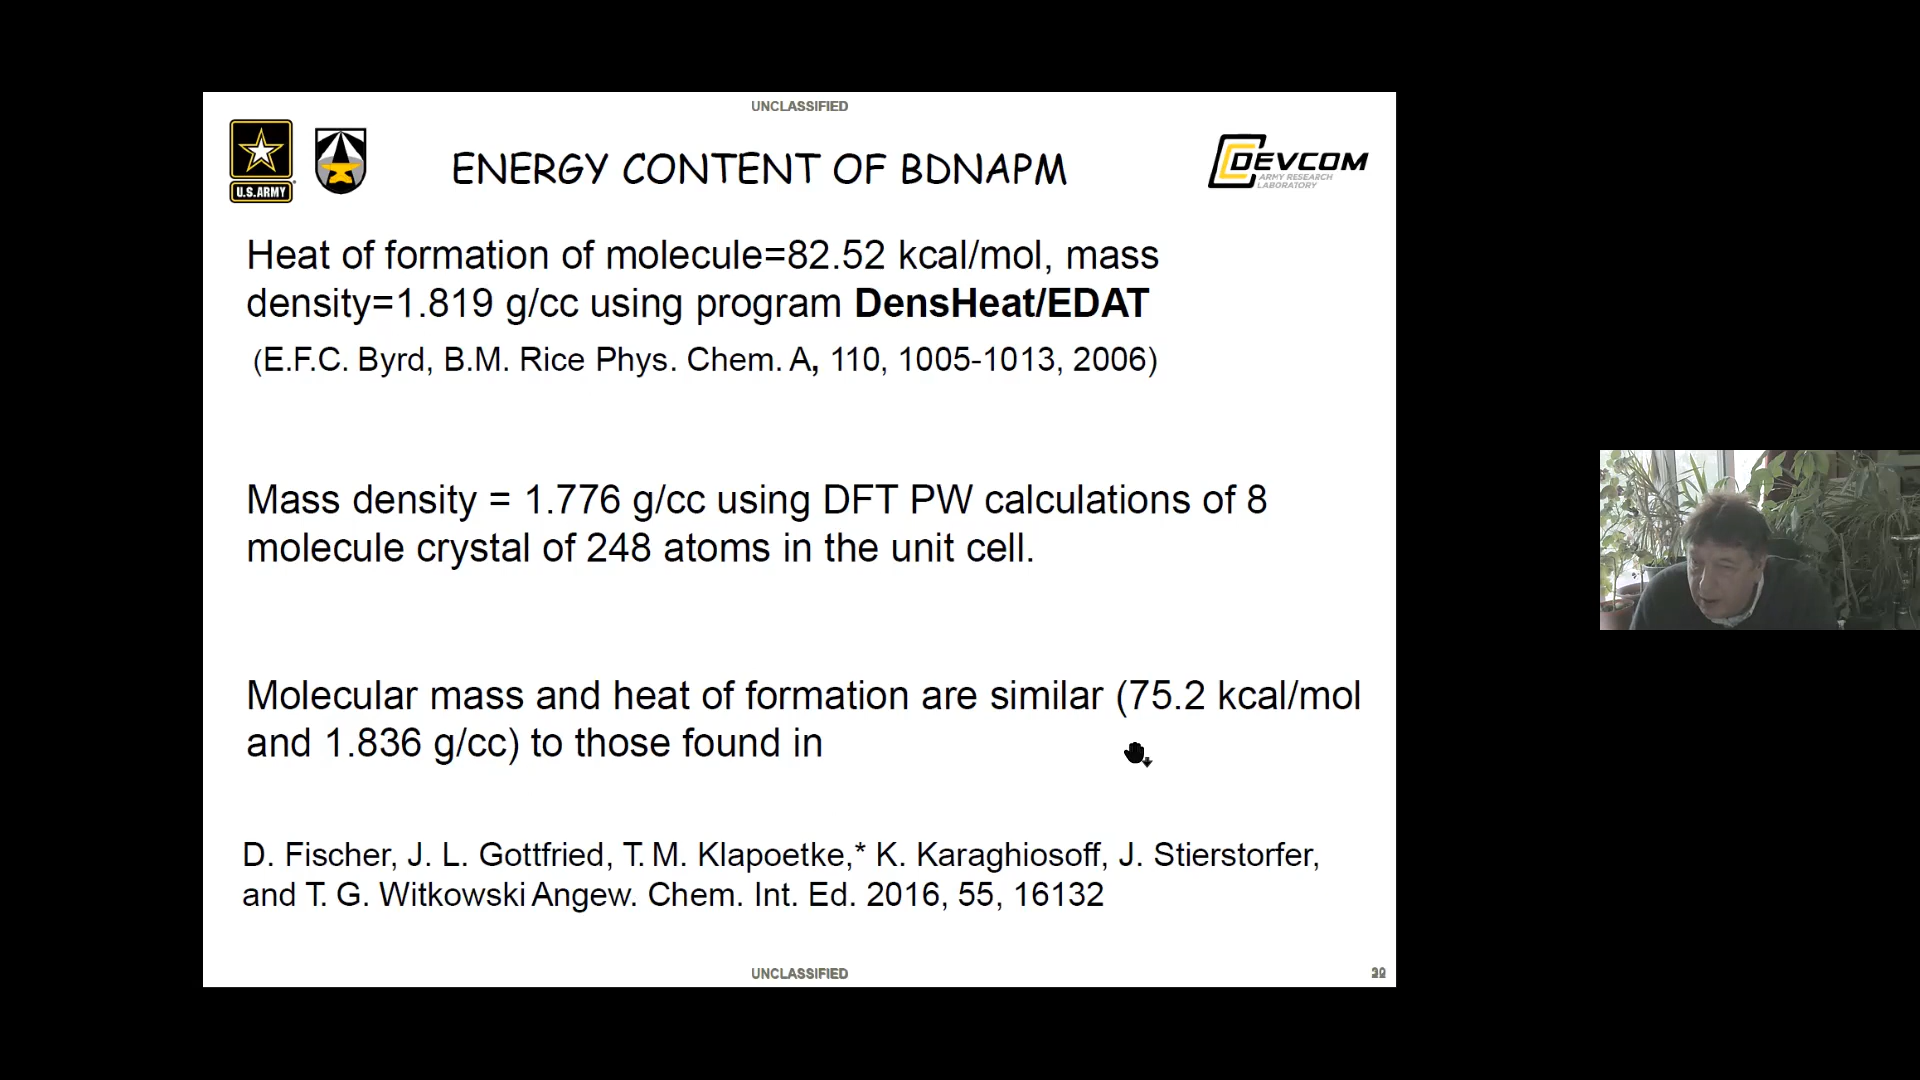 UNCLASSIFIED
U.S.ARMY
ENERGY CONTENT OF BDNAPM
DEVCOM
ARMY RESEARCH
LABORATORY
Heat of formation of molecule=82.52 kcal/mol, mass
density=1.819 g/cc using program DensHeat/EDAT
(E.F.C. Byrd, B.M. Rice Phys. Chem. A, 110, 1005-1013, 2006)
Mass density = 1.776 g/cc using DFT PW calculations of 8
molecule crystal of 248 atoms in the unit cell.
Molecular mass and heat of formation are similar (75.2 kcal/mol
and 1.836 g/cc) to those found in
D. Fischer, J. L. Gottfried, T. M. Klapoetke,* K. Karaghiosoff, J. Stierstorfer,
and T. G. Witkowski Angew. Chem. Int. Ed. 2016, 55, 16132
UNCLASSIFIED